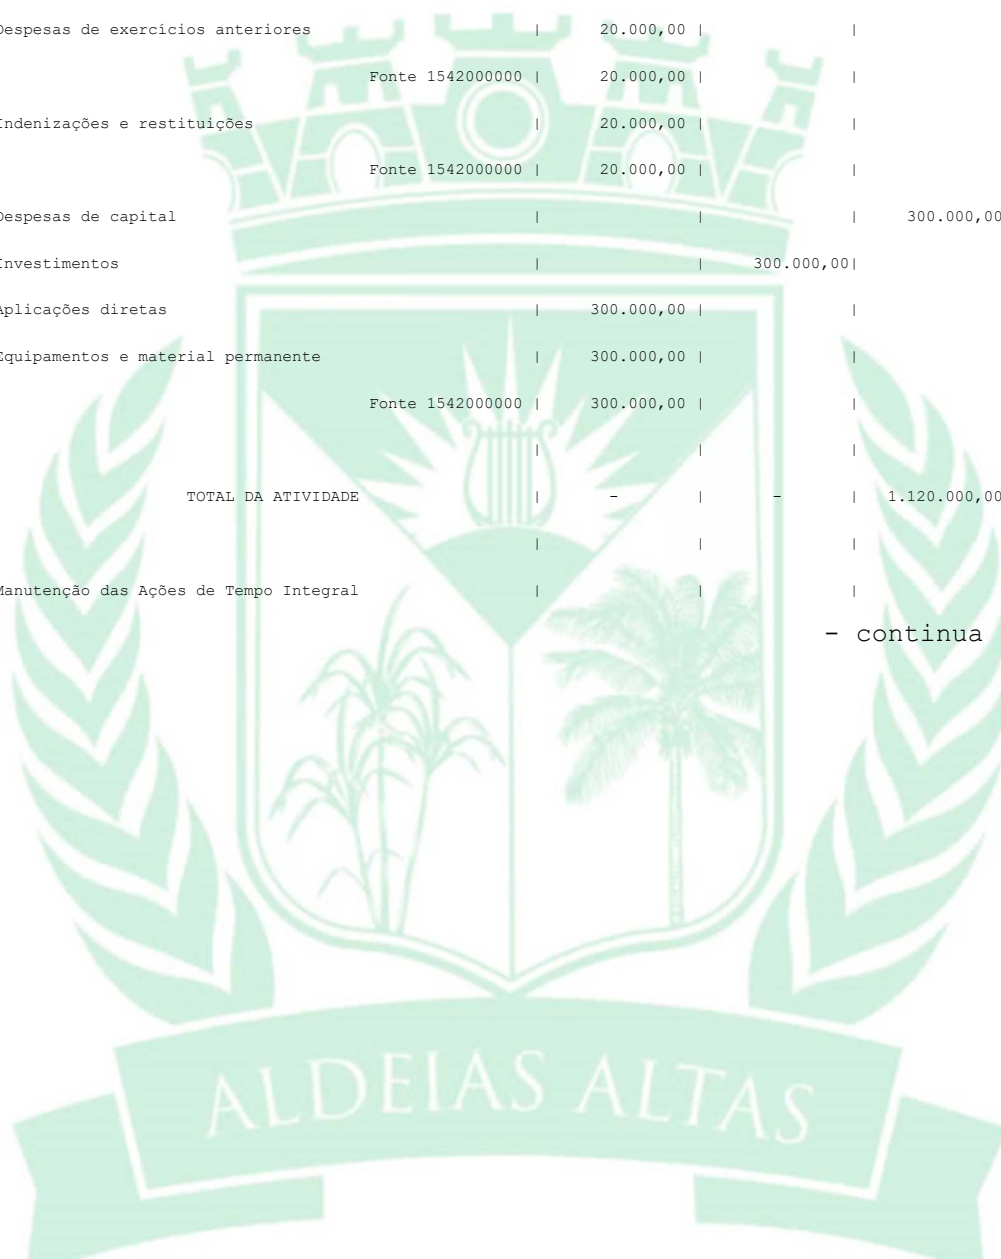 Despesas de exercícios anteriores | 20.000,00 | |
Fonte 1542000000 | 20.000,00 | |
Indenizações e restituições | 20.000,00 | |
Fonte 1542000000 | 20.000,00 | |
Despesas de capital | | | 300.000,00
Investimentos | | 300.000,00|
Aplicações diretas | 300.000,00 | |
Equipamentos e material permanente | 300.000,00 | |
Fonte 1542000000 | 300.000,00 | |
| | |
TOTAL DA ATIVIDADE | - | - | 1.120.000,00
| | |
Manutenção das Ações de Tempo Integral | | |
- continua
ALDEIAS ALTAS